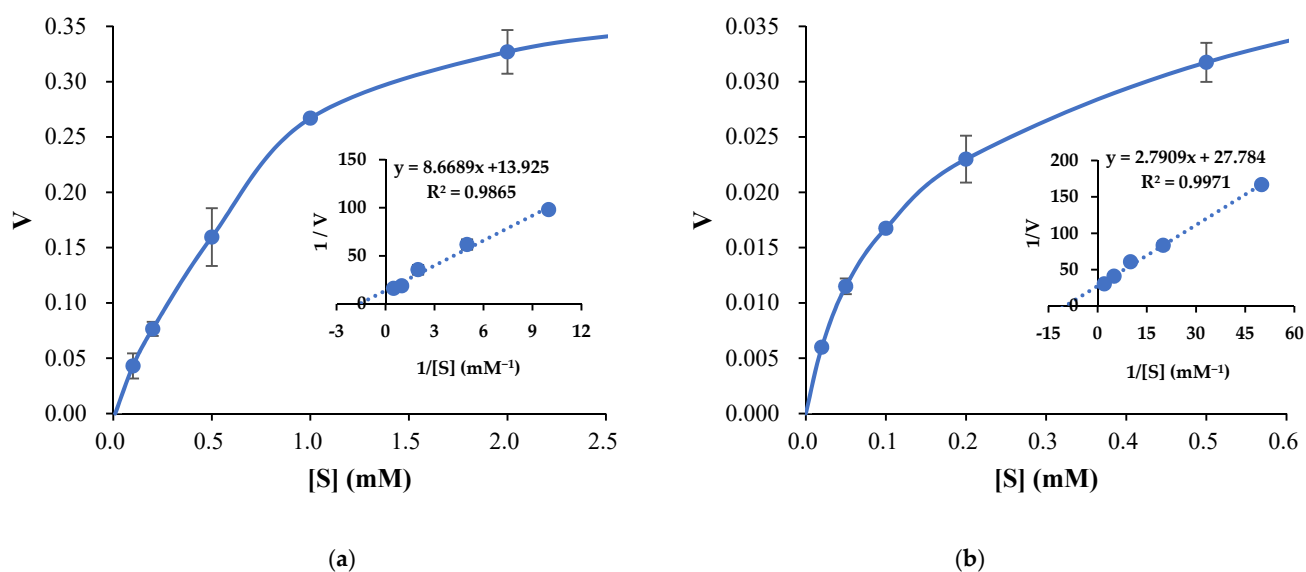 0.35
0.30
0.25
0.20
0.15
0.10
0.05
0.00
V
0.0 0.5 1.0 1.5 2.0 2.5
[S] (mM)
y = 8.6689x +13.925
R² = 0.9865
150
100
50
0
1 / V
-3 0 3 6 9 12
1/[S] (mM⁻¹)
(a)
0.035
0.030
0.025
0.020
0.015
0.010
0.005
0.000
V
0.0 0.1 0.2 0.3 0.4 0.5 0.6
[S] (mM)
y = 2.7909x + 27.784
R² = 0.9971
200
150
100
50
0
1/V
-15 0 15 30 45 60
1/[S] (mM⁻¹)
(b)